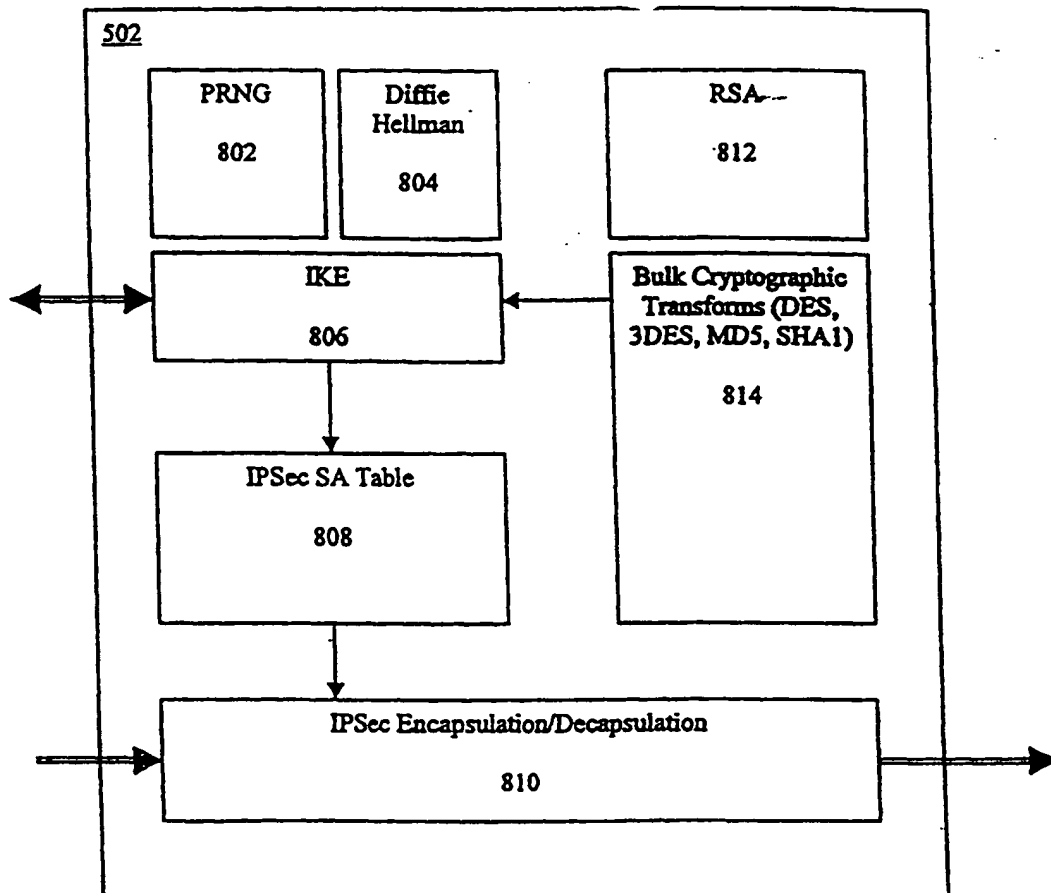 502
PRNG
802
Diffie
Hellman
804
RSA
812
IKE
806
Bulk Cryptographic
Transforms (DES,
3DES, MD5, SHA1)
814
IPSec SA Table
808
IPSec Encapsulation/Decapsulation
810